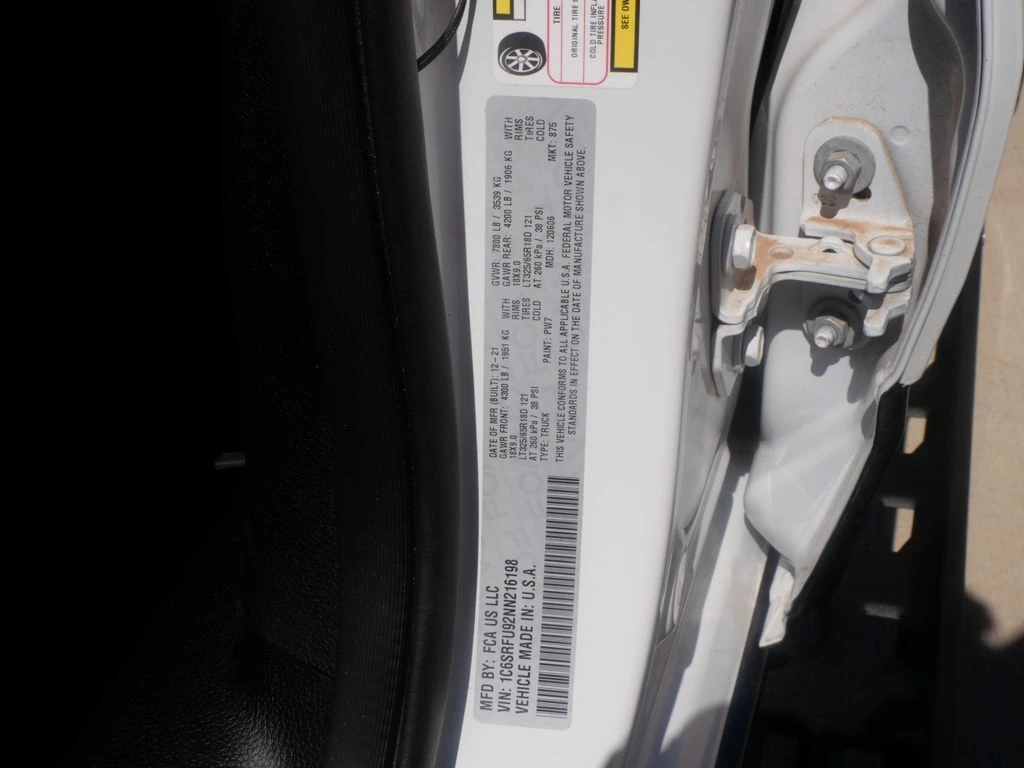 TIRE
ORIGINAL TIRE S
COLD TIRE INFL
PRESSURE
SEE OW
MFD BY: FCA US LLC
VIN: 1C6SRFU92NN216198
VEHICLE MADE IN: U.S.A.
DATE OF MFR (BUILT): 12-21 GVWR: 7800 LB / 3539 KG
GAWR FRONT: 4300 LB / 1951 KG WITH GAWR REAR: 4200 LB / 1906 KG WITH
18X9.0 RIMS 18X9.0 RIMS
LT325/65R18D 121 TIRES LT325/65R18D 121 TIRES
AT 260 kPa / 38 PSI COLD AT 260 kPa / 38 PSI COLD
TYPE: TRUCK PAINT: PW7 MDH: 120606 MKT: 875
THIS VEHICLE CONFORMS TO ALL APPLICABLE U.S.A. FEDERAL MOTOR VEHICLE SAFETY
STANDARDS IN EFFECT ON THE DATE OF MANUFACTURE SHOWN ABOVE.